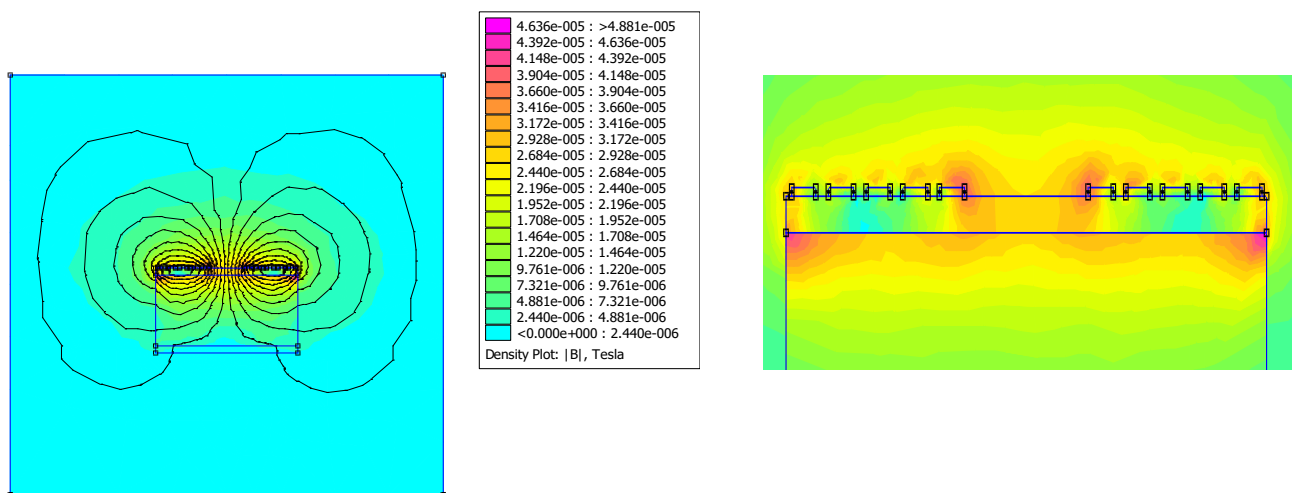 4.636e-005 : >4.881e-005
4.392e-005 : 4.636e-005
4.148e-005 : 4.392e-005
3.904e-005 : 4.148e-005
3.660e-005 : 3.904e-005
3.416e-005 : 3.660e-005
3.172e-005 : 3.416e-005
2.928e-005 : 3.172e-005
2.684e-005 : 2.928e-005
2.440e-005 : 2.684e-005
2.196e-005 : 2.440e-005
1.952e-005 : 2.196e-005
1.708e-005 : 1.952e-005
1.464e-005 : 1.708e-005
1.220e-005 : 1.464e-005
9.761e-006 : 1.220e-005
7.321e-006 : 9.761e-006
4.881e-006 : 7.321e-006
2.440e-006 : 4.881e-006
<0.000e+000 : 2.440e-006
Density Plot: |B|, Tesla